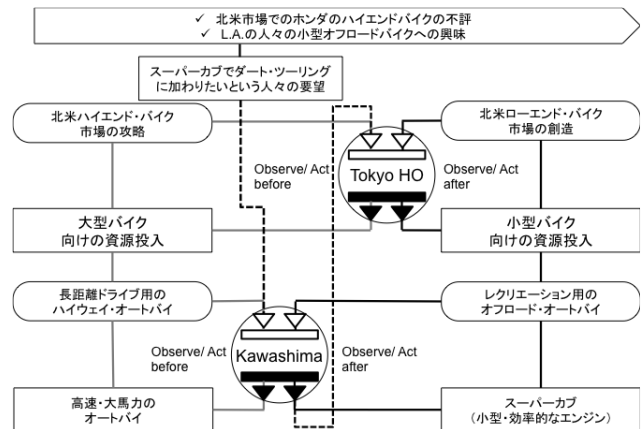 ✓ 北米市場でのホンダのハイエンドバイクの不評
✓ L.A.の人々の小型オフロードバイクへの興味
スーパーカブでダート・ツーリング
に加わりたいという人々の要望
北米ハイエンド・バイク
市場の攻略
北米ローエンド・バイク
市場の創造
Observe/ Act
before
Tokyo HO
Observe/ Act
after
大型バイク
向けの資源投入
小型バイク
向けの資源投入
長距離ドライブ用の
ハイウェイ・オートバイ
レクリエーション用の
オフロード・オートバイ
Observe/ Act
before
Kawashima
Observe/ Act
after
高速・大馬力の
オートバイ
スーパーカブ
（小型・効率的なエンジン）